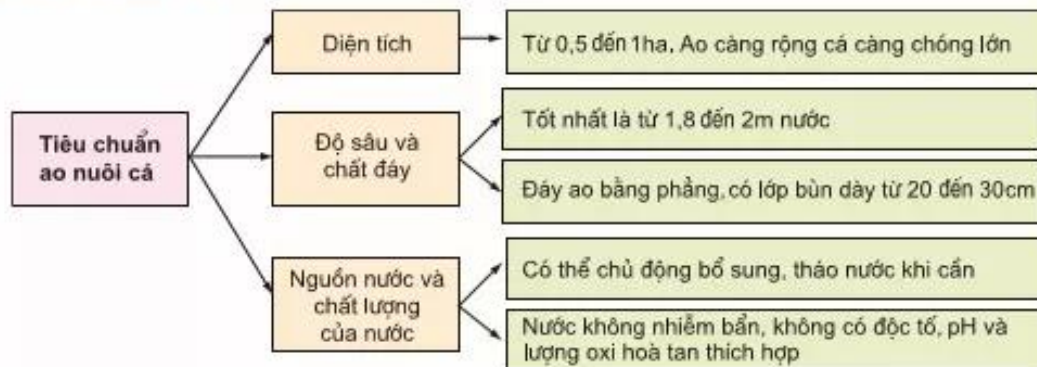 Tiêu chuẩn
ao nuôi cá
Diện tích
Từ 0,5 đến 1ha, Ao càng rộng cá càng chóng lớn
Độ sâu và
chất đáy
Tốt nhất là từ 1,8 đến 2m nước
Đáy ao bằng phẳng, có lớp bùn dày từ 20 đến 30cm
Nguồn nước và
chất lượng
của nước
Có thể chủ động bổ sung, tháo nước khi cần
Nước không nhiễm bẩn, không có độc tố, pH và
lượng oxi hoà tan thích hợp